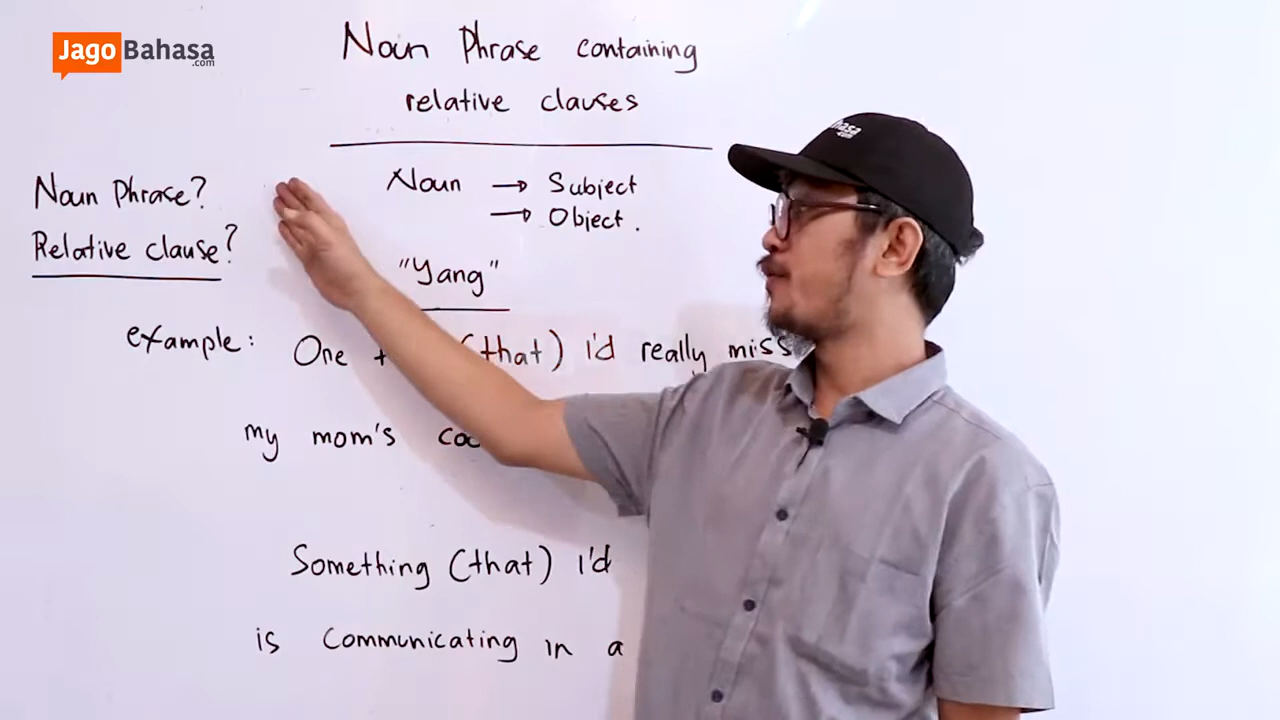 JagoBahasa
.com
Noun Phrase containing
relative clauses
Noun Phrase?
Relative clause?
Noun → Subject
→ Object.
"Yang"
example: One (that) i'd really miss
my mom's
Something (that) i'd
is communicating in a